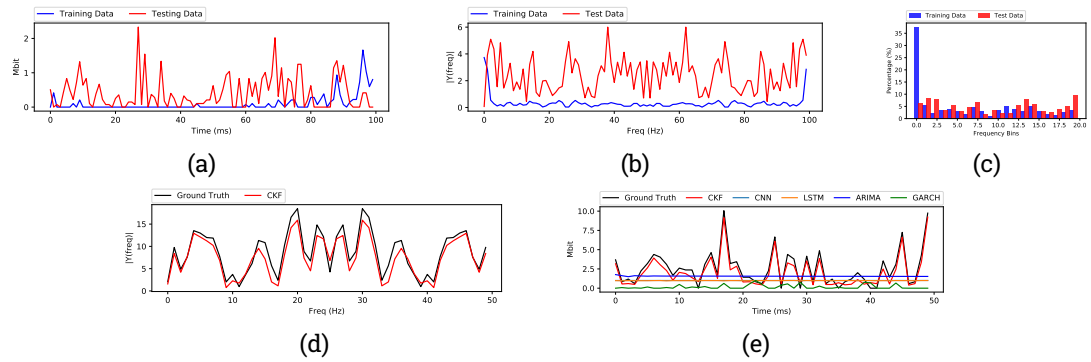 Training Data Testing Data
Mbit
2
1
0
0 20 40 60 80 100
Time (ms)
(a)
Training Data Test Data
|Y(freq)|
6
4
2
0
0 20 40 60 80 100
Freq (Hz)
(b)
Training Data Test Data
Percentage (%)
35
30
25
20
15
10
5
0
0.0 2.5 5.0 7.5 10.0 12.5 15.0 17.5 20.0
Frequency Bins
(c)
Ground Truth CKF
|Y(freq)|
15
10
5
0
0 10 20 30 40 50
Freq (Hz)
(d)
Ground Truth CKF CNN LSTM ARIMA GARCH
Mbit
10.0
7.5
5.0
2.5
0.0
0 10 20 30 40 50
Time (ms)
(e)